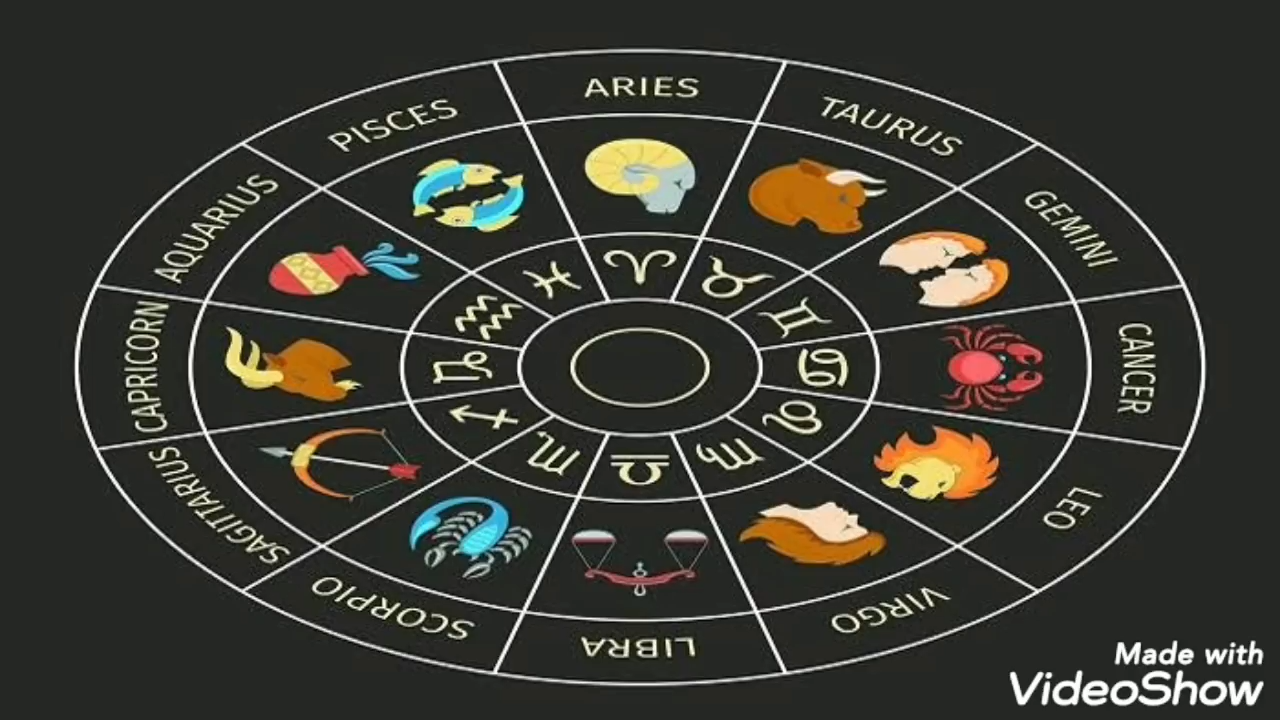 ARIES
TAURUS
GEMINI
CANCER
LEO
VIRGO
LIBRA
SCORPIO
SAGITTARIUS
CAPRICORN
AQUARIUS
PISCES
♈
♉
♊
♋
♌
♍
♎
♏
♐
♑
♒
♓
Made with
VideoShow